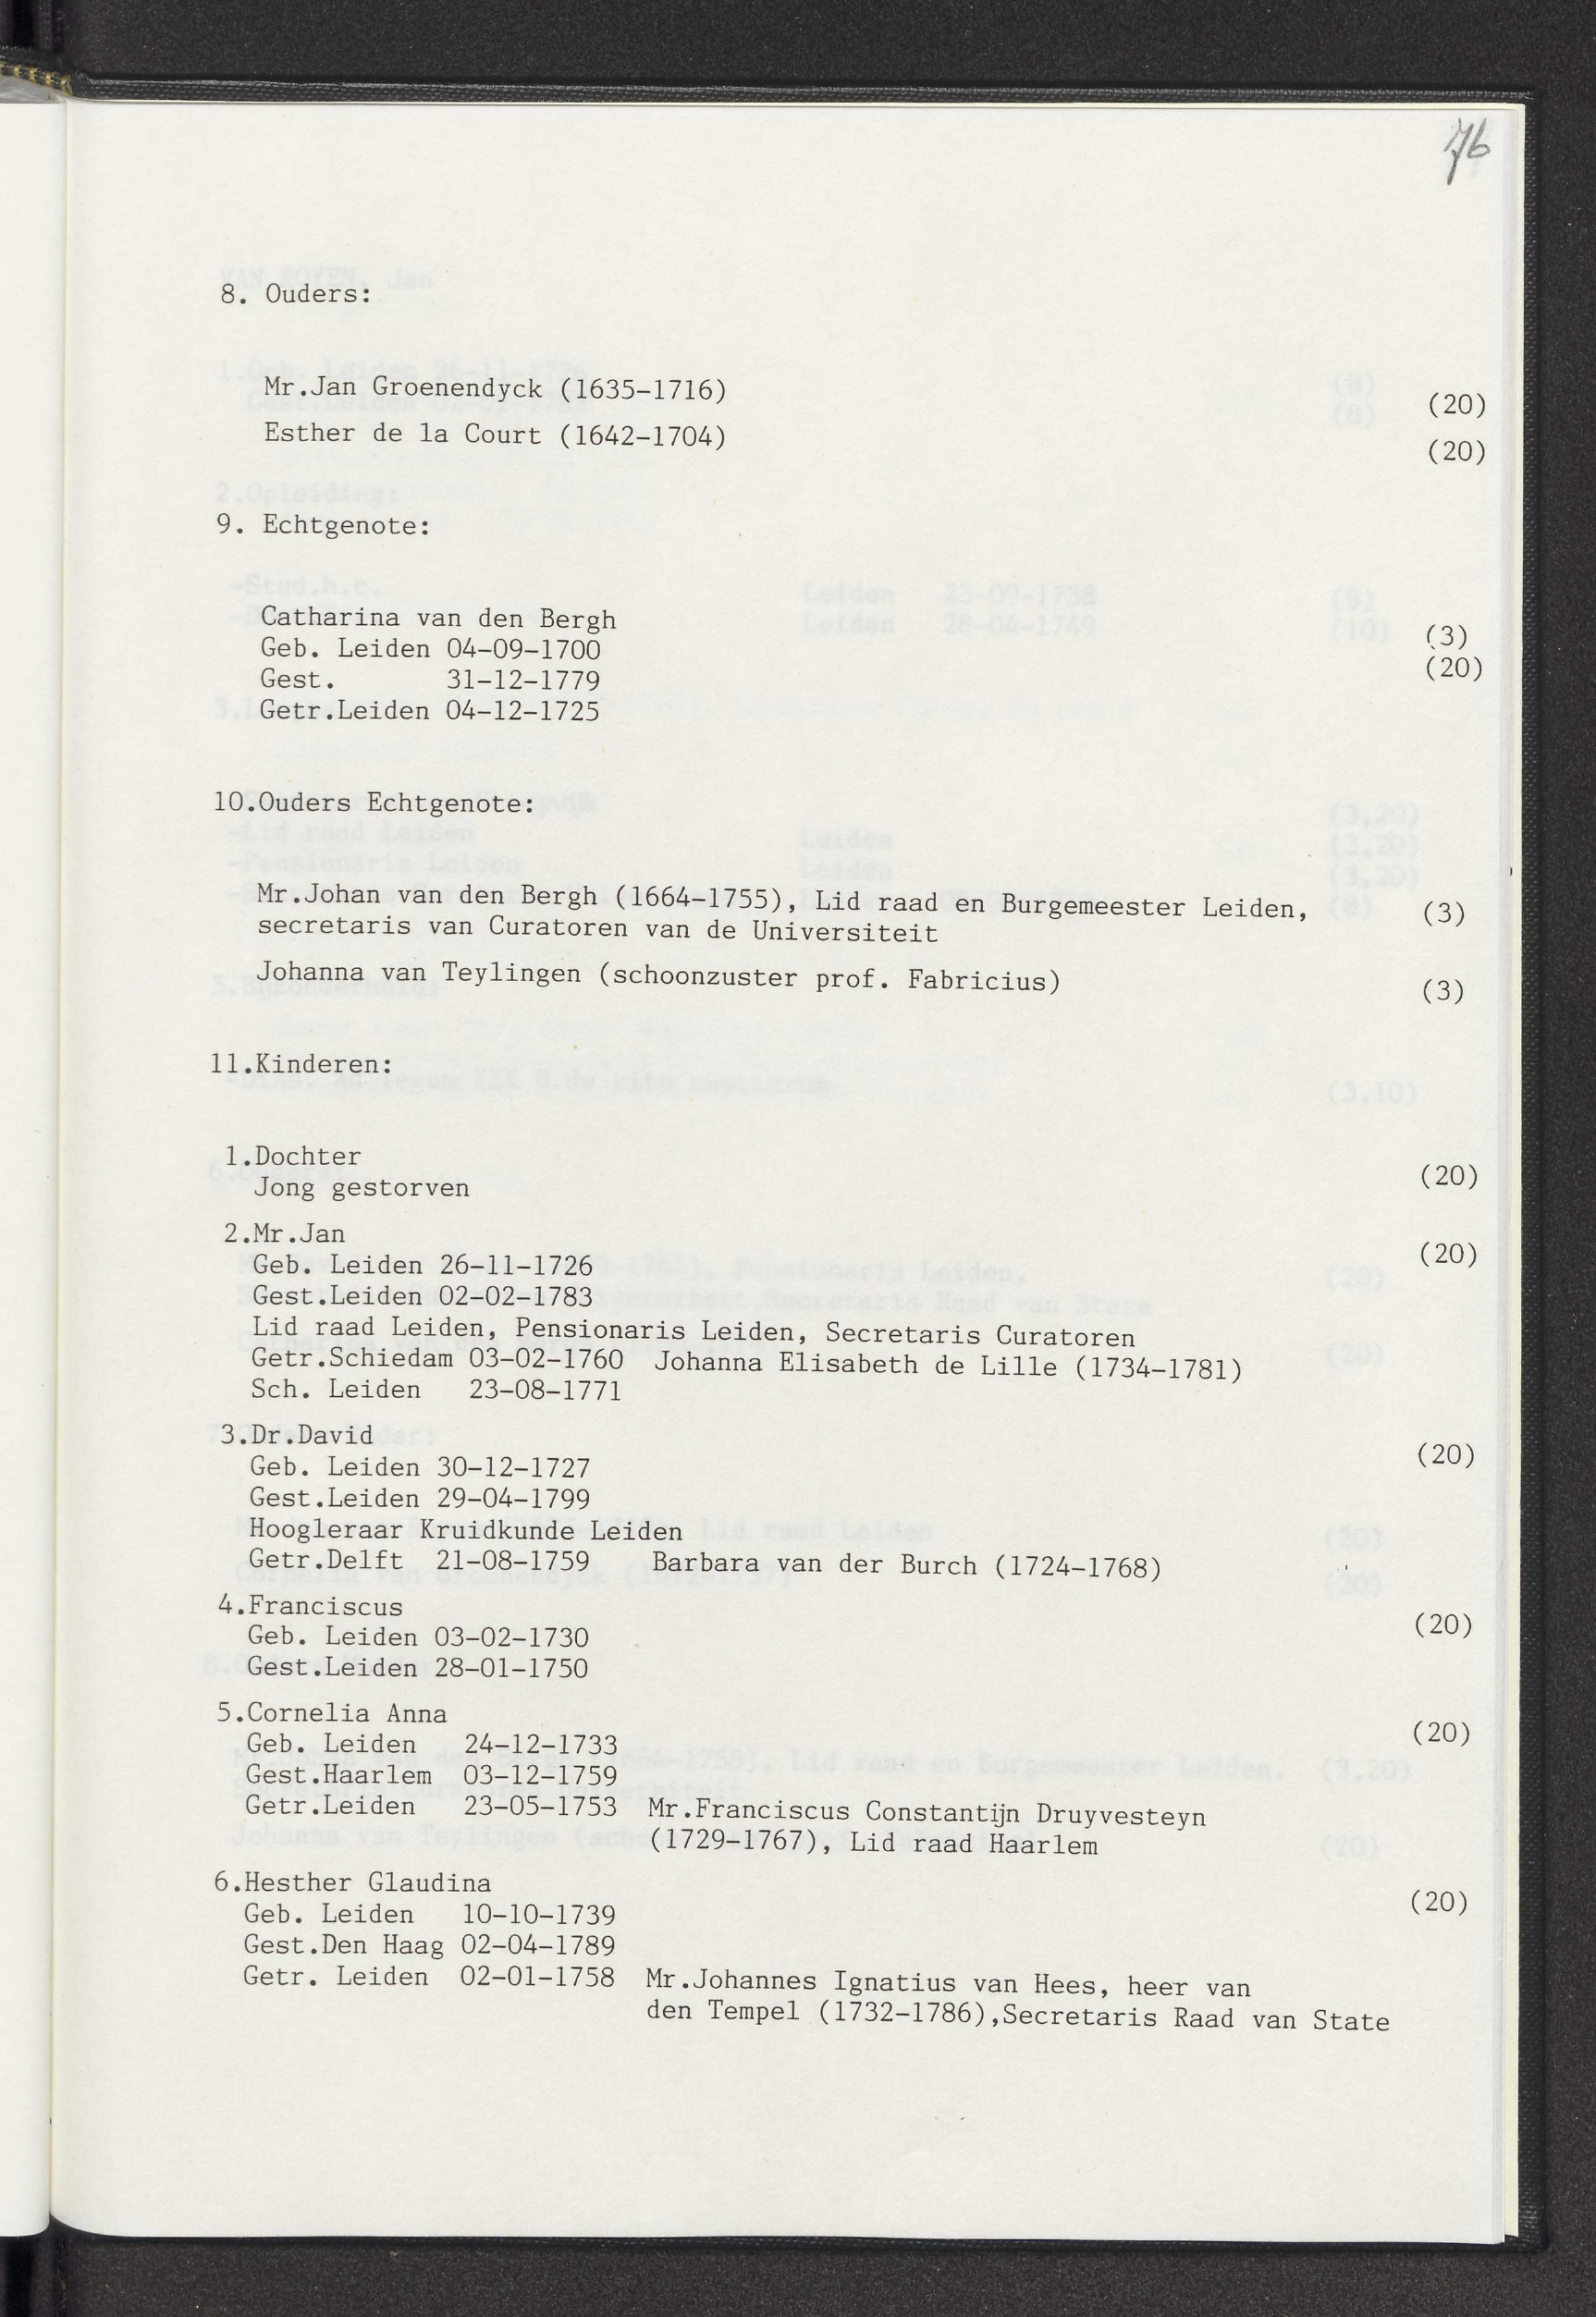 76
8. Ouders:
Mr.Jan Groenendyck (1635-1716) (20)
Esther de la Court (1642-1704) (20)
9. Echtgenote:
Catharina van den Bergh (3)
Geb. Leiden 04-09-1700 (20)
Gest. 31-12-1779
Getr.Leiden 04-12-1725
10.Ouders Echtgenote:
Mr.Johan van den Bergh (1664-1755), Lid raad en Burgemeester Leiden, (3)
secretaris van Curatoren van de Universiteit
Johanna van Teylingen (schoonzuster prof. Fabricius) (3)
11.Kinderen:
1.Dochter (20)
Jong gestorven
2.Mr.Jan (20)
Geb. Leiden 26-11-1726
Gest.Leiden 02-02-1783
Lid raad Leiden, Pensionaris Leiden, Secretaris Curatoren
Getr.Schiedam 03-02-1760 Johanna Elisabeth de Lille (1734-1781)
Sch. Leiden 23-08-1771
3.Dr.David (20)
Geb. Leiden 30-12-1727
Gest.Leiden 29-04-1799
Hoogleraar Kruidkunde Leiden
Getr.Delft 21-08-1759 Barbara van der Burch (1724-1768)
4.Franciscus (20)
Geb. Leiden 03-02-1730
Gest.Leiden 28-01-1750
5.Cornelia Anna (20)
Geb. Leiden 24-12-1733
Gest.Haarlem 03-12-1759
Getr.Leiden 23-05-1753 Mr.Franciscus Constantijn Druyvesteyn
(1729-1767), Lid raad Haarlem
6.Hesther Glaudina (20)
Geb. Leiden 10-10-1739
Gest.Den Haag 02-04-1789
Getr. Leiden 02-01-1758 Mr.Johannes Ignatius van Hees, heer van
den Tempel (1732-1786),Secretaris Raad van State